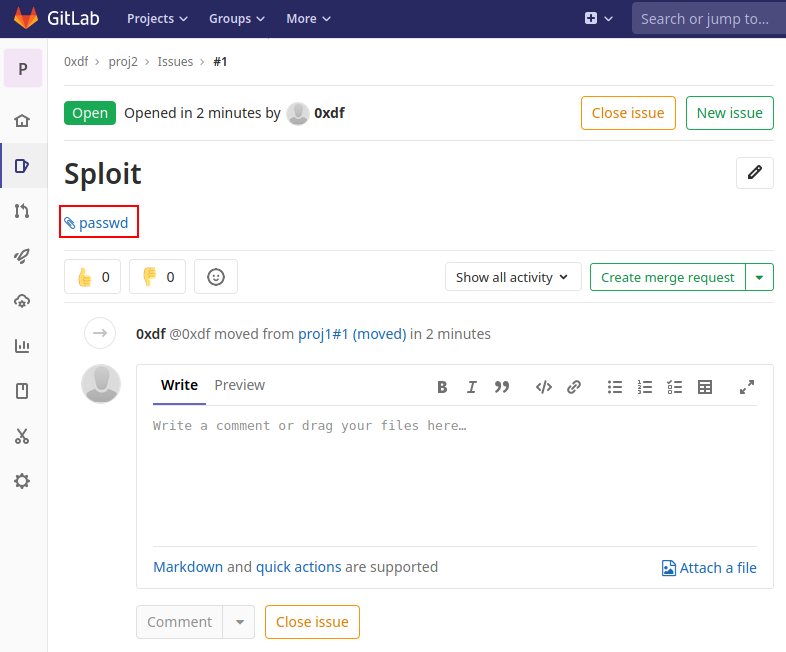 GitLab Projects Groups More Search or jump to...
P
0xdf › proj2 › Issues › #1
Open Opened in 2 minutes by 0xdf Close issue New issue
Sploit
passwd
0 0 Show all activity Create merge request
0xdf @0xdf moved from proj1#1 (moved) in 2 minutes
Write Preview
Write a comment or drag your files here…
Markdown and quick actions are supported Attach a file
Comment Close issue